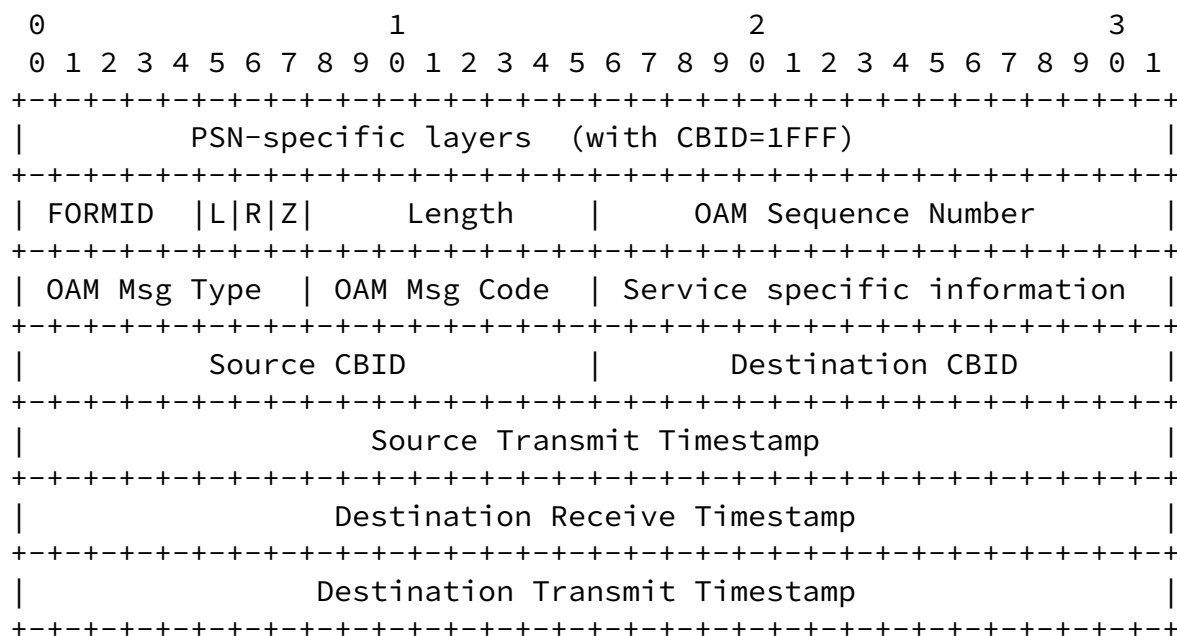 0                   1                   2                   3
 0 1 2 3 4 5 6 7 8 9 0 1 2 3 4 5 6 7 8 9 0 1 2 3 4 5 6 7 8 9 0 1
+-+-+-+-+-+-+-+-+-+-+-+-+-+-+-+-+-+-+-+-+-+-+-+-+-+-+-+-+-+-+-+-+
|         PSN-specific layers  (with CBID=1FFF)                 |
+-+-+-+-+-+-+-+-+-+-+-+-+-+-+-+-+-+-+-+-+-+-+-+-+-+-+-+-+-+-+-+-+
| FORMID  |L|R|Z|     Length    |     OAM Sequence Number       |
+-+-+-+-+-+-+-+-+-+-+-+-+-+-+-+-+-+-+-+-+-+-+-+-+-+-+-+-+-+-+-+-+
| OAM Msg Type  | OAM Msg Code  | Service specific information  |
+-+-+-+-+-+-+-+-+-+-+-+-+-+-+-+-+-+-+-+-+-+-+-+-+-+-+-+-+-+-+-+-+
|          Source CBID          |       Destination CBID        |
+-+-+-+-+-+-+-+-+-+-+-+-+-+-+-+-+-+-+-+-+-+-+-+-+-+-+-+-+-+-+-+-+
|                   Source Transmit Timestamp                   |
+-+-+-+-+-+-+-+-+-+-+-+-+-+-+-+-+-+-+-+-+-+-+-+-+-+-+-+-+-+-+-+-+
|                 Destination Receive Timestamp                 |
+-+-+-+-+-+-+-+-+-+-+-+-+-+-+-+-+-+-+-+-+-+-+-+-+-+-+-+-+-+-+-+-+
|                Destination Transmit Timestamp                 |
+-+-+-+-+-+-+-+-+-+-+-+-+-+-+-+-+-+-+-+-+-+-+-+-+-+-+-+-+-+-+-+-+